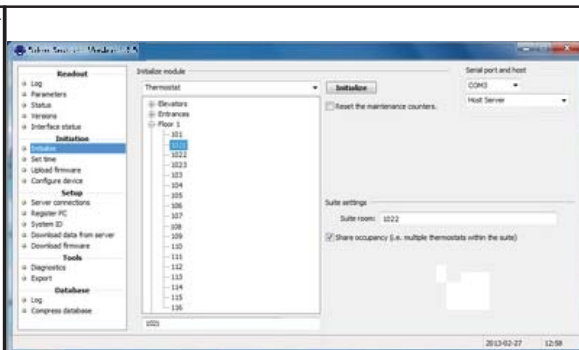 Readout
Log
Parameters
Status
Versions
Interface status
Initiation
Initialize
Set time
Upload firmware
Configure device
Setup
Server connections
Register PC
System ID
Download data from server
Download firmware
Tools
Diagnostics
Export
Database
Log
Compress database
Initialize module
Thermostat
Elevators
Entrances
Floor 1
101
1021
1022
1023
103
104
105
106
107
108
109
110
111
112
113
114
115
116
1021
Initialize
Reset the maintenance counters.
Serial port and host
COM3
Host Server
Suite settings
Suite room: 1022
Share occupancy (i.e. multiple thermostats within the suite)
2013-02-27 12:58